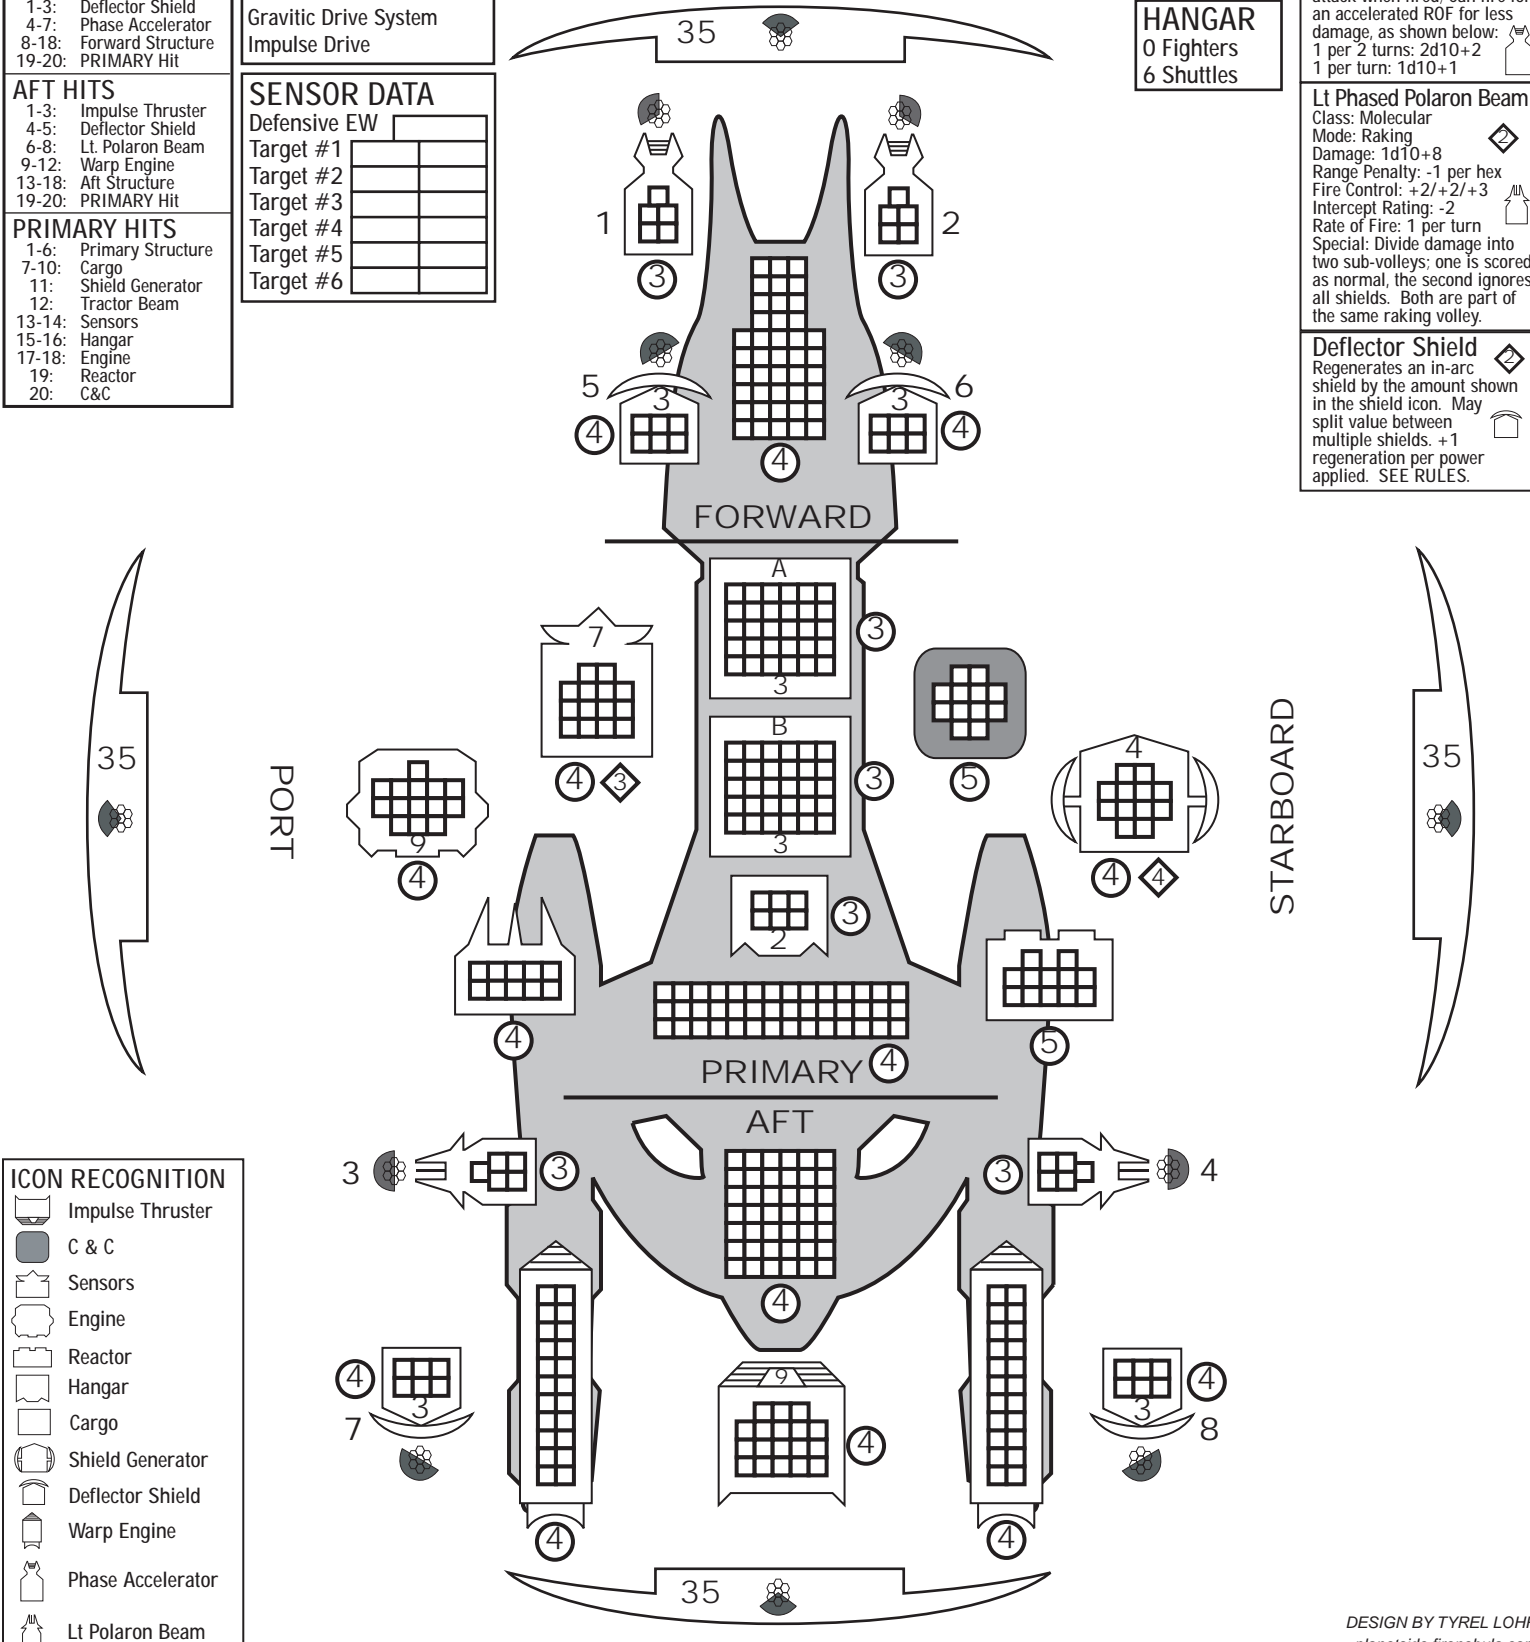 1-3: Deflector Shield
4-7: Phase Accelerator
8-18: Forward Structure
19-20: PRIMARY Hit
AFT HITS
1-3: Impulse Thruster
4-5: Deflector Shield
6-8: Lt. Polaron Beam
9-12: Warp Engine
13-18: Aft Structure
19-20: PRIMARY Hit
PRIMARY HITS
1-6: Primary Structure
7-10: Cargo
11: Shield Generator
12: Tractor Beam
13-14: Sensors
15-16: Hangar
17-18: Engine
19: Reactor
20: C&C
Gravitic Drive System
Impulse Drive
SENSOR DATA
Defensive EW
Target #1
Target #2
Target #3
Target #4
Target #5
Target #6
HANGAR
0 Fighters
6 Shuttles
an accelerated ROF for less
damage, as shown below:
1 per 2 turns: 2d10+2
1 per turn: 1d10+1
Lt Phased Polaron Beam
Class: Molecular
Mode: Raking
2
Damage: 1d10+8
Range Penalty: -1 per hex
Fire Control: +2/+2/+3
Intercept Rating: -2
Rate of Fire: 1 per turn
Special: Divide damage into
two sub-volleys; one is scored
as normal, the second ignores
all shields. Both are part of
the same raking volley.
Deflector Shield
2
Regenerates an in-arc
shield by the amount shown
in the shield icon. May
split value between
multiple shields. +1
regeneration per power
applied. SEE RULES.
35
1
2
3
3
5
6
3
3
4
4
4
FORWARD
A
3
3
7
4
3
5
B
3
3
35
PORT
9
4
4
4
4
STARBOARD
35
2
3
4
5
PRIMARY
4
AFT
3
3
3
4
4
4
3
7
9
4
4
3
8
4
4
35
ICON RECOGNITION
Impulse Thruster
C & C
Sensors
Engine
Reactor
Hangar
Cargo
Shield Generator
Deflector Shield
Warp Engine
Phase Accelerator
Lt Polaron Beam
DESIGN BY TYREL LOHR